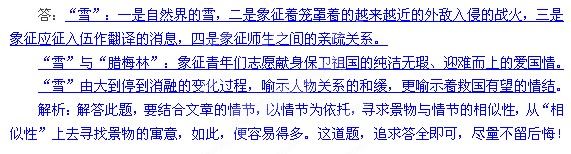 答：“雪”：一是自然界的雪，二是象征着笼罩着的越来越近的外敌入侵的战火，三是
象征应征入伍作翻译的消息，四是象征师生之间的亲疏关系。
“雪”与“腊梅林”：象征青年们志愿献身保卫祖国的纯洁无瑕、迎难而上的爱国情。
“雪”由大到停到消融的变化过程，喻示人物关系的和缓，更喻示着救国有望的情结。
解析：解答此题，要结合文章的情节，以情节为依托，寻求景物与情节的相似性，从“相
似性”上去寻找景物的寓意，如此，便容易得多。这道题，追求答全即可，尽量不留后悔！